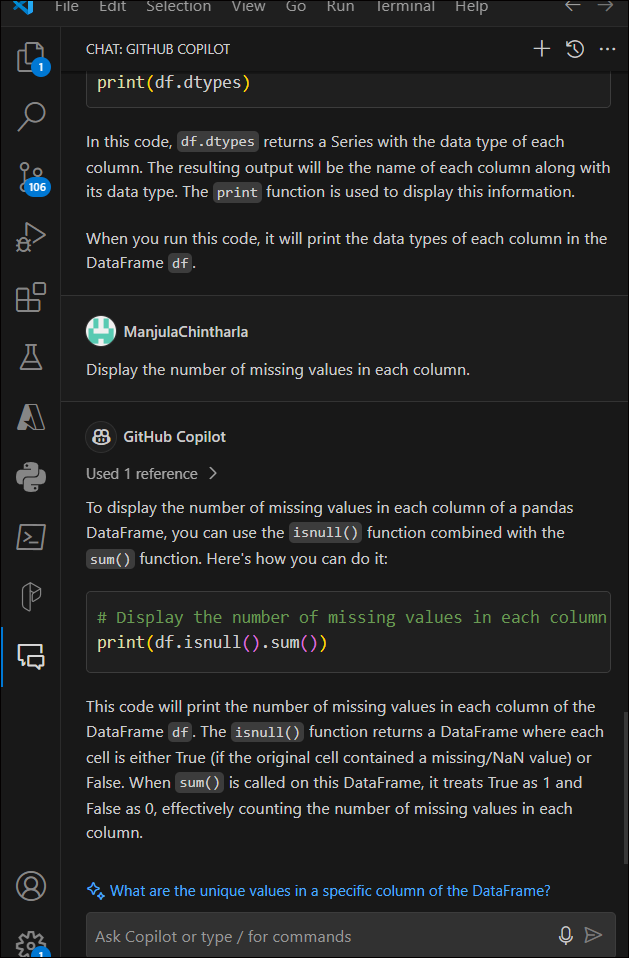 File Edit Selection View Go Run Terminal Help
CHAT: GITHUB COPILOT
1
print(df.dtypes)
In this code, df.dtypes returns a Series with the data type of each
column. The resulting output will be the name of each column along with
106
its data type. The print function is used to display this information.
When you run this code, it will print the data types of each column in the
DataFrame df.
ManjulaChintharla
Display the number of missing values in each column.
GitHub Copilot
Used 1 reference
To display the number of missing values in each column of a pandas
DataFrame, you can use the isnull() function combined with the
sum() function. Here's how you can do it:
# Display the number of missing values in each column
print(df.isnull().sum())
This code will print the number of missing values in each column of the
DataFrame df. The isnull() function returns a DataFrame where each
cell is either True (if the original cell contained a missing/NaN value) or
False. When sum() is called on this DataFrame, it treats True as 1 and
False as 0, effectively counting the number of missing values in each
column.
What are the unique values in a specific column of the DataFrame?
Ask Copilot or type / for commands
1